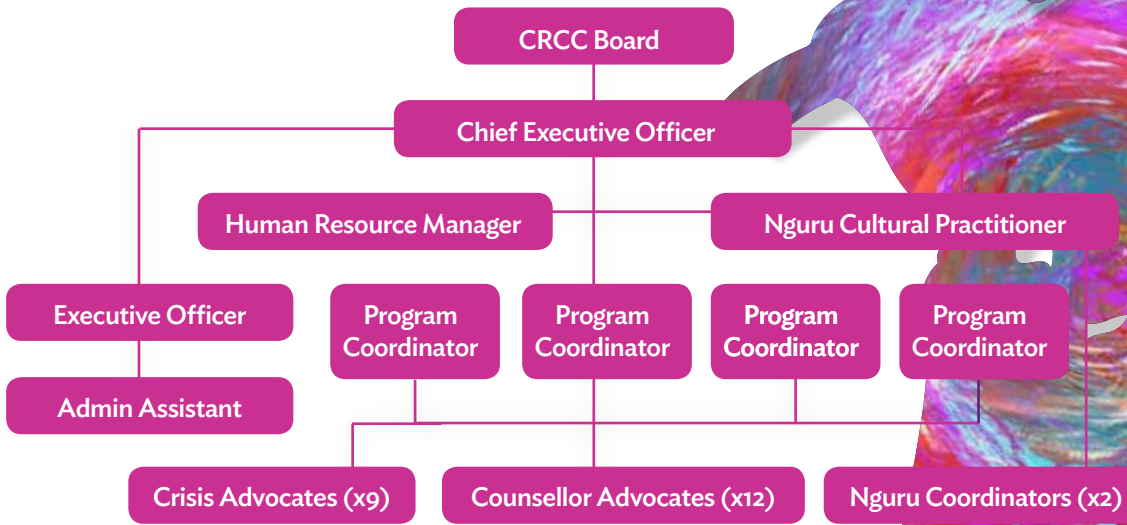 CRCC Board
Chief Executive Officer
Human Resource Manager
Nguru Cultural Practitioner
Executive Officer
Program
Coordinator
Program
Coordinator
Program
Coordinator
Program
Coordinator
Admin Assistant
Crisis Advocates (x9)
Counsellor Advocates (x12)
Nguru Coordinators (x2)